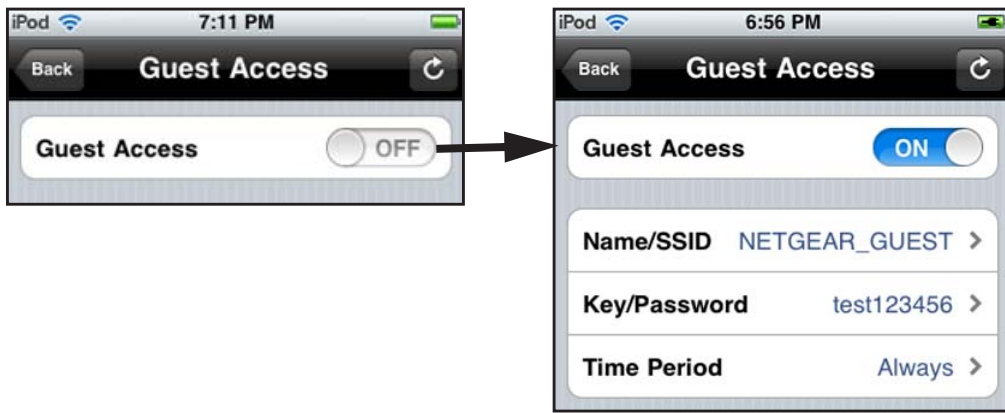 iPod 7:11 PM
Back Guest Access
Guest Access OFF
iPod 6:56 PM
Back Guest Access
Guest Access ON
Name/SSID NETGEAR_GUEST
Key/Password test123456
Time Period Always